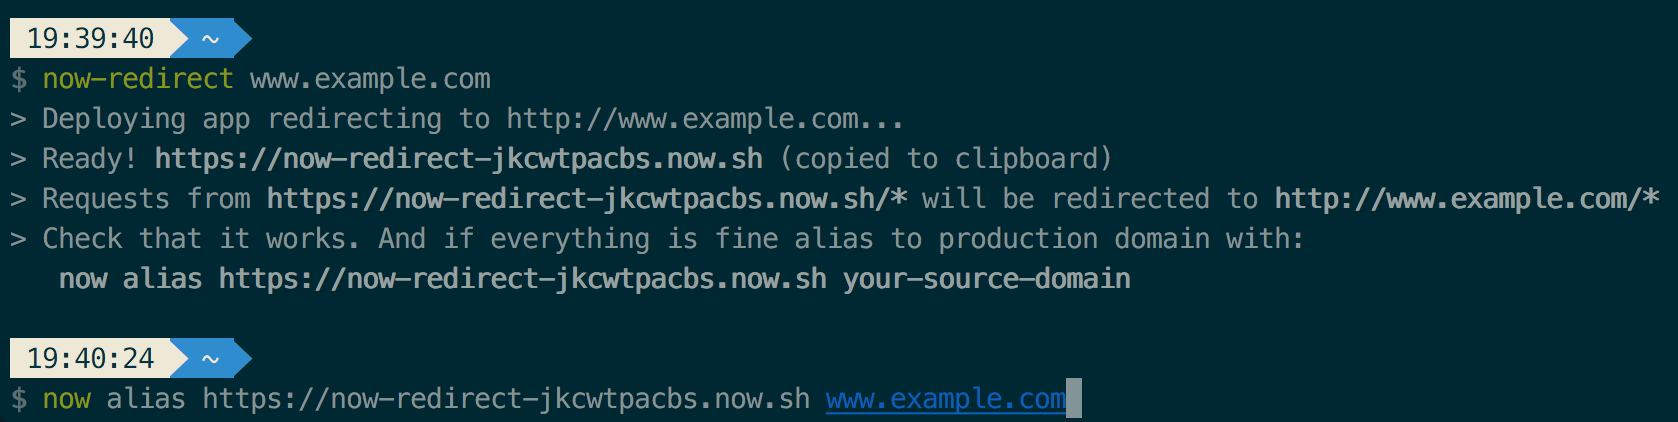 19:39:40 ~
$ now-redirect www.example.com
> Deploying app redirecting to http://www.example.com...
> Ready! https://now-redirect-jkcwtpacbs.now.sh (copied to clipboard)
> Requests from https://now-redirect-jkcwtpacbs.now.sh/* will be redirected to http://www.example.com/*
> Check that it works. And if everything is fine alias to production domain with:
now alias https://now-redirect-jkcwtpacbs.now.sh your-source-domain
19:40:24 ~
$ now alias https://now-redirect-jkcwtpacbs.now.sh www.example.com